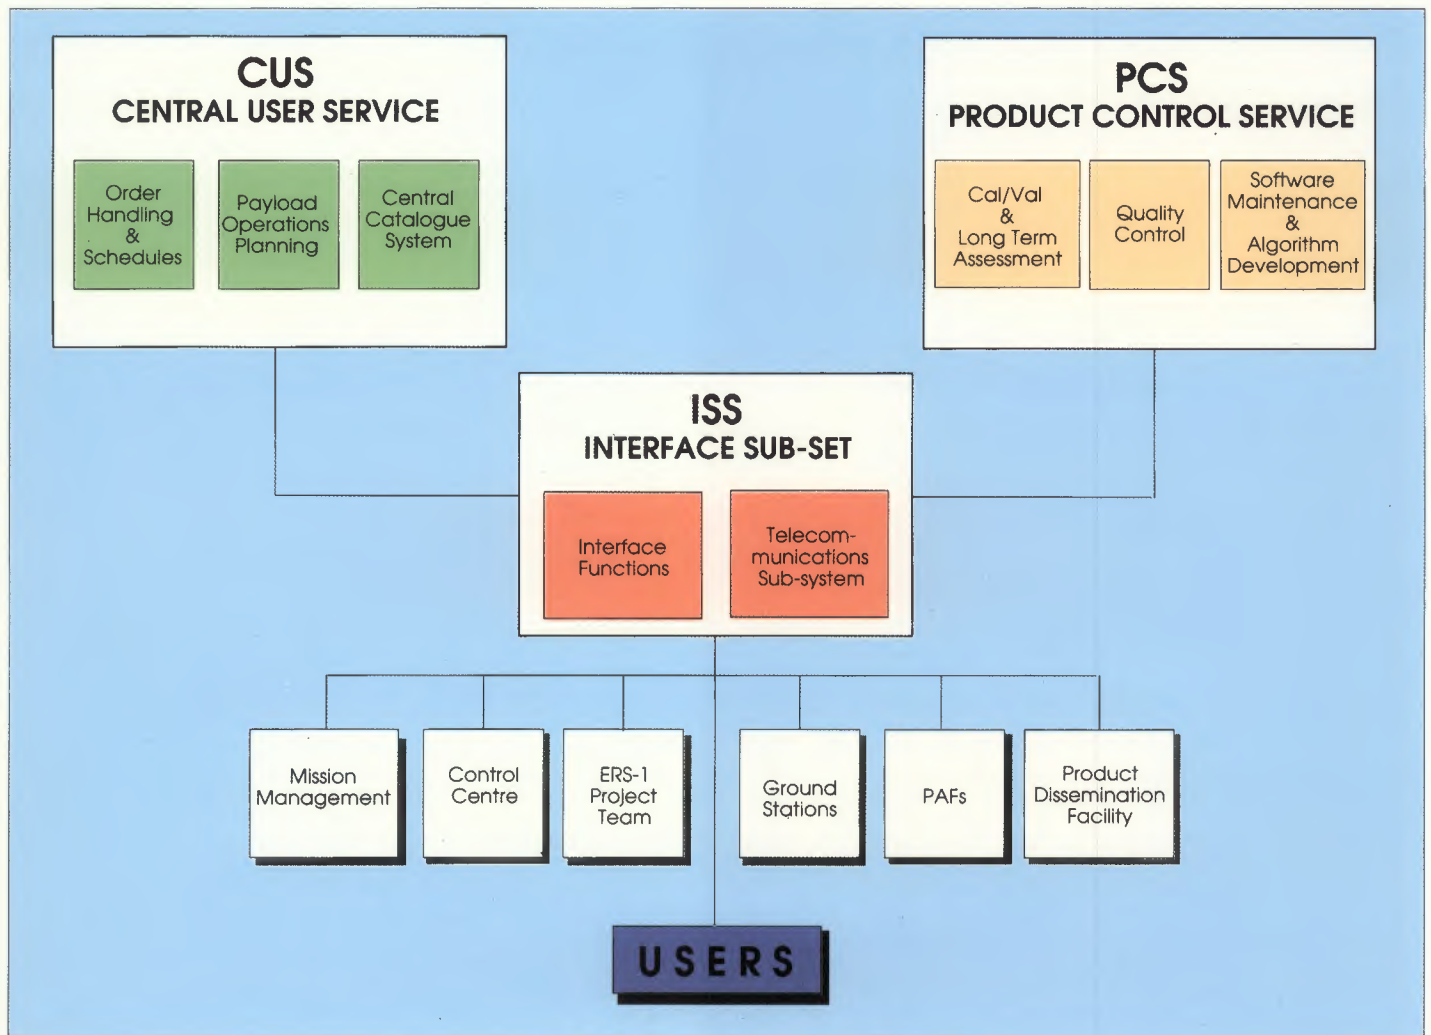 CUS
CENTRAL USER SERVICE
Order
Handling
&
Schedules
Payload
Operations
Planning
Central
Catalogue
System
PCS
PRODUCT CONTROL SERVICE
Cal/Val
&
Long Term
Assessment
Quality
Control
Software
Maintenance
&
Algorithm
Development
ISS
INTERFACE SUB-SET
Interface
Functions
Telecom-
munications
Sub-system
Mission
Management
Control
Centre
ERS-1
Project
Team
Ground
Stations
PAFs
Product
Dissemination
Facility
USERS